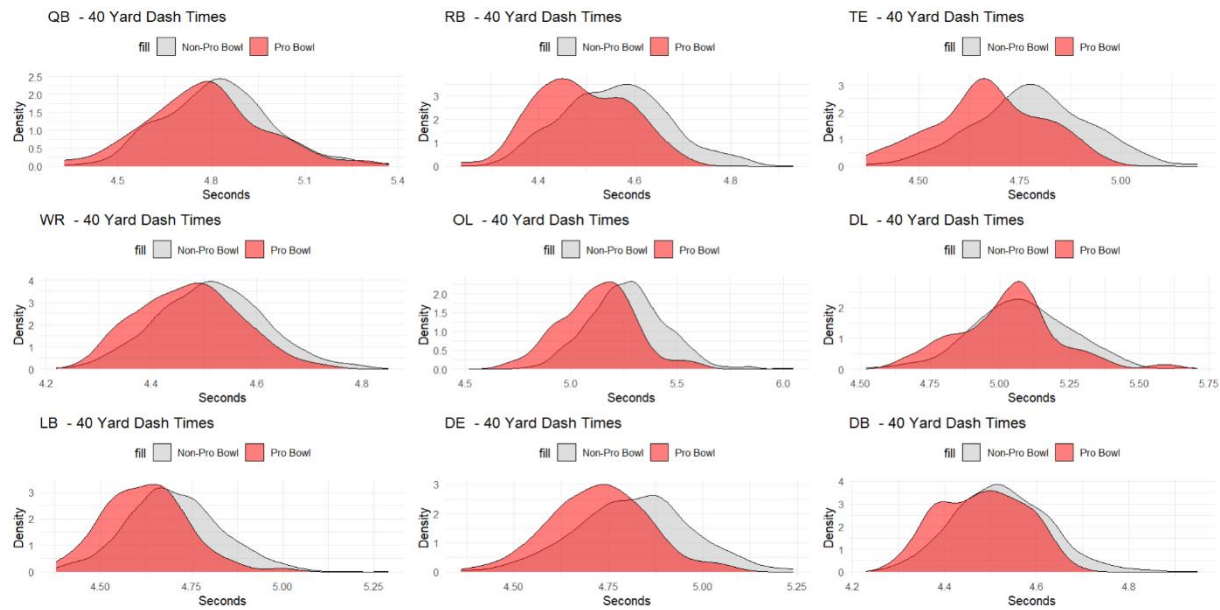 QB - 40 Yard Dash Times
fill Non-Pro Bowl Pro Bowl
Density
2.5
2.0
1.5
1.0
0.5
0.0
4.5 4.8 5.1 5.4
Seconds
RB - 40 Yard Dash Times
fill Non-Pro Bowl Pro Bowl
Density
3
2
1
0
4.4 4.6 4.8
Seconds
TE - 40 Yard Dash Times
fill Non-Pro Bowl Pro Bowl
Density
3
2
1
0
4.50 4.75 5.00
Seconds
WR - 40 Yard Dash Times
fill Non-Pro Bowl Pro Bowl
Density
4
3
2
1
0
4.2 4.4 4.6 4.8
Seconds
OL - 40 Yard Dash Times
fill Non-Pro Bowl Pro Bowl
Density
2.0
1.5
1.0
0.5
0.0
4.5 5.0 5.5 6.0
Seconds
DL - 40 Yard Dash Times
fill Non-Pro Bowl Pro Bowl
Density
2
1
0
4.50 4.75 5.00 5.25 5.50 5.75
Seconds
LB - 40 Yard Dash Times
fill Non-Pro Bowl Pro Bowl
Density
3
2
1
0
4.50 4.75 5.00 5.25
Seconds
DE - 40 Yard Dash Times
fill Non-Pro Bowl Pro Bowl
Density
3
2
1
0
4.50 4.75 5.00 5.25
Seconds
DB - 40 Yard Dash Times
fill Non-Pro Bowl Pro Bowl
Density
4
3
2
1
0
4.2 4.4 4.6 4.8
Seconds